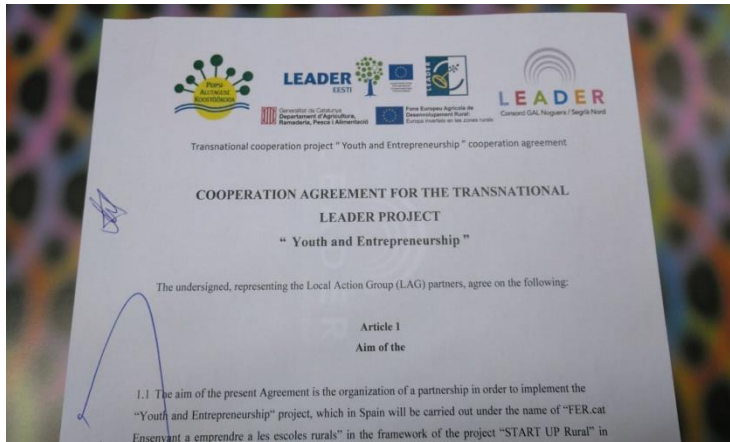 PEIPSI
ALUTAGUSE
KOOSTÖÖKODA
LEADER
EESTI
LEADER
Generalitat de Catalunya
Departament d'Agricultura,
Ramaderia, Pesca i Alimentació
Fons Europeu Agrícola de
Desenvolupament Rural:
Europa inverteix en les zones rurals
LEADER
Consorci GAL Noguera / Segrià Nord
Transnational cooperation project " Youth and Entrepreneurship " cooperation agreement
COOPERATION AGREEMENT FOR THE TRANSNATIONAL
LEADER PROJECT
“ Youth and Entrepreneurship ”
The undersigned, representing the Local Action Group (LAG) partners, agree on the following:
Article 1
Aim of the
1.1 The aim of the present Agreement is the organization of a partnership in order to implement the
“Youth and Entrepreneurship“ project, which in Spain will be carried out under the name of “FER.cat
Ensenyant a emprendre a les escoles rurals” in the framework of the project “START UP Rural” in